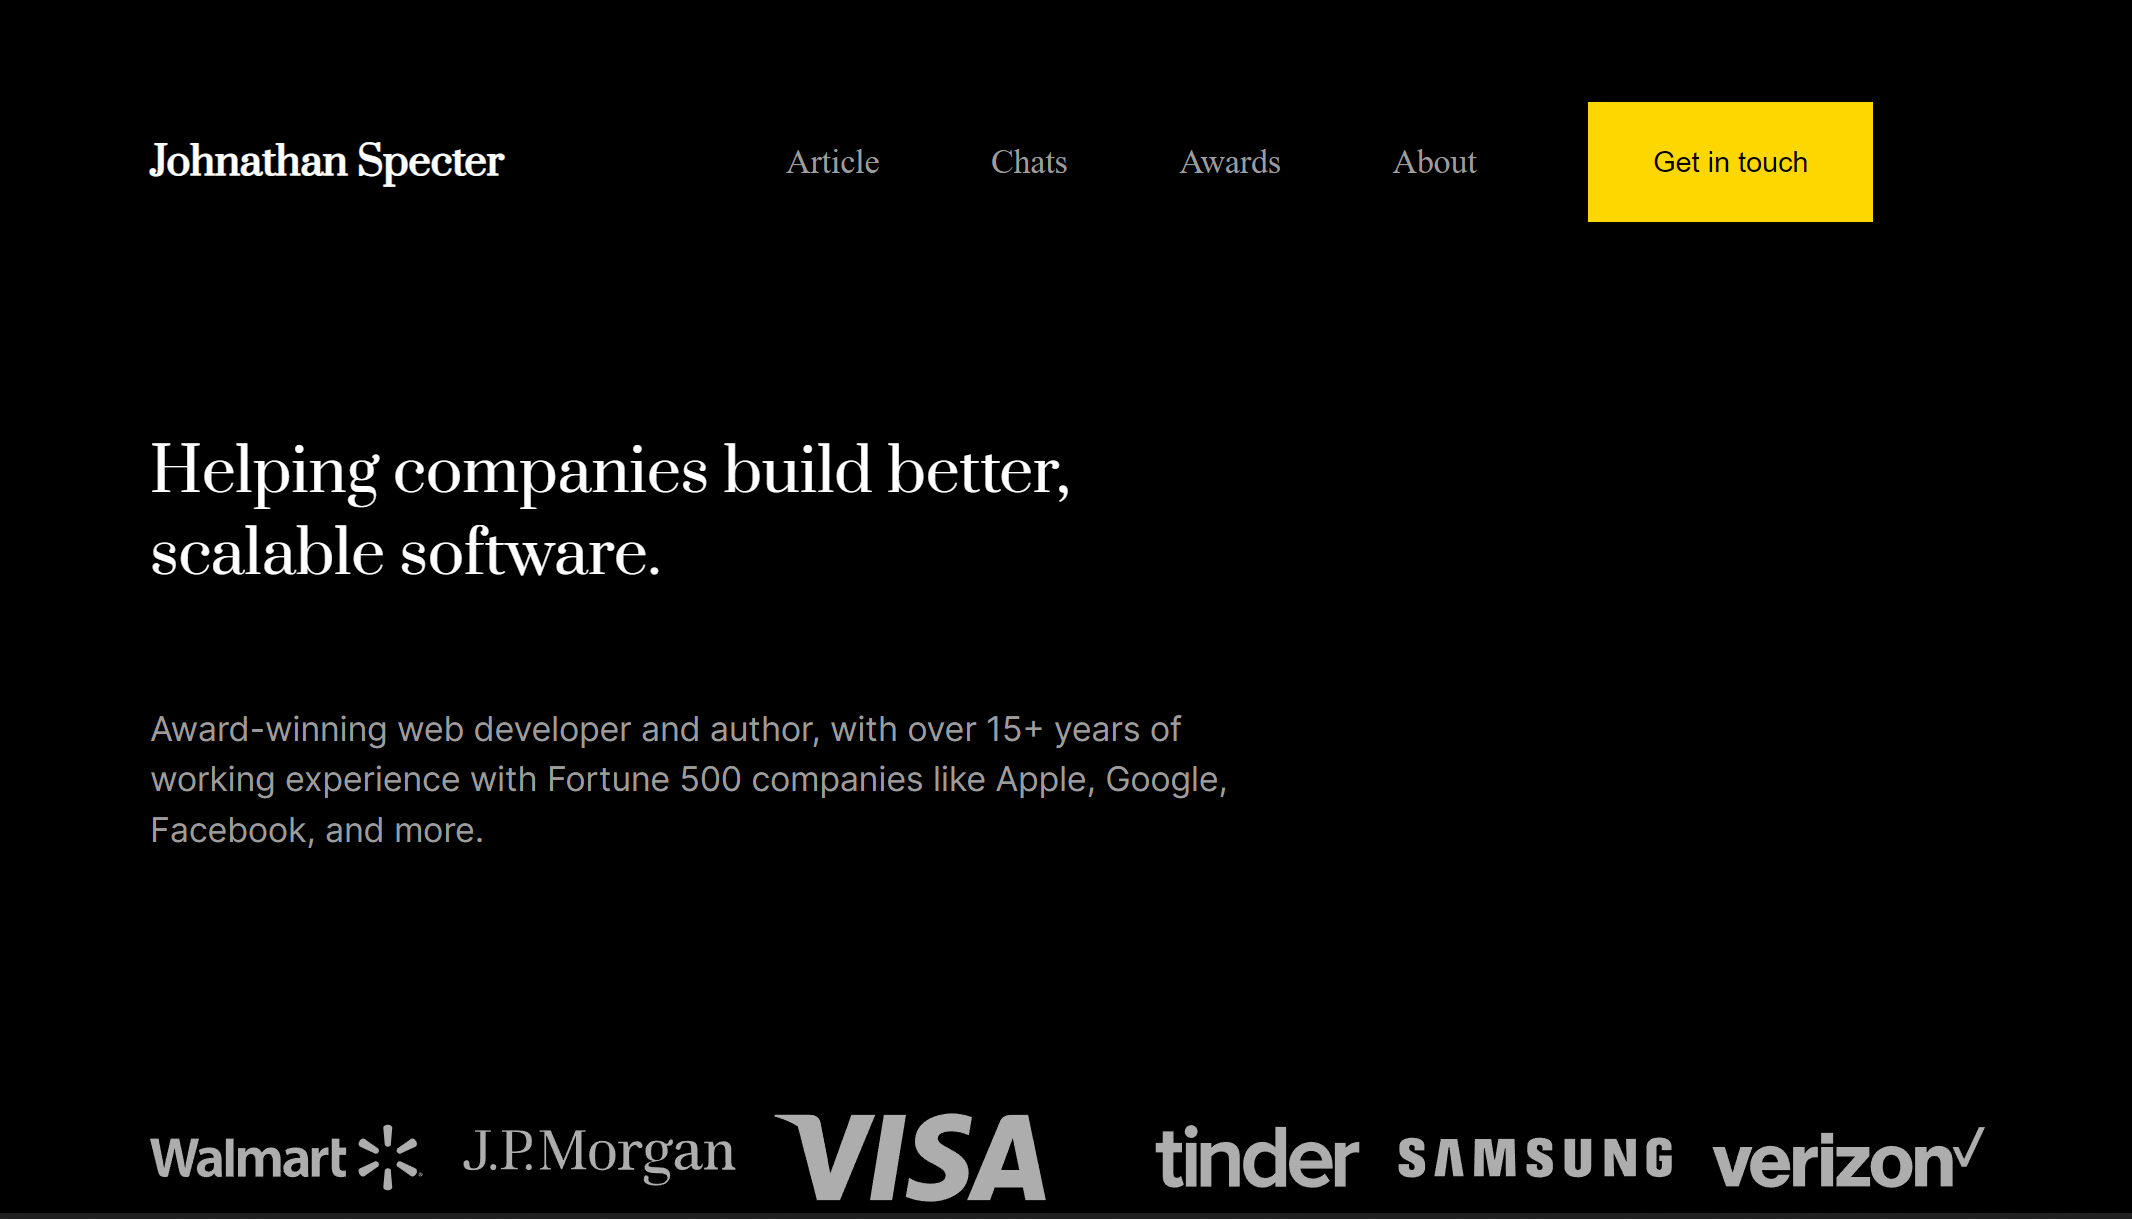 Johnathan Specter
Article Chats Awards About Get in touch
Helping companies build better,
scalable software.
Award-winning web developer and author, with over 15+ years of
working experience with Fortune 500 companies like Apple, Google,
Facebook, and more.
Walmart J.P.Morgan VISA tinder SAMSUNG verizon